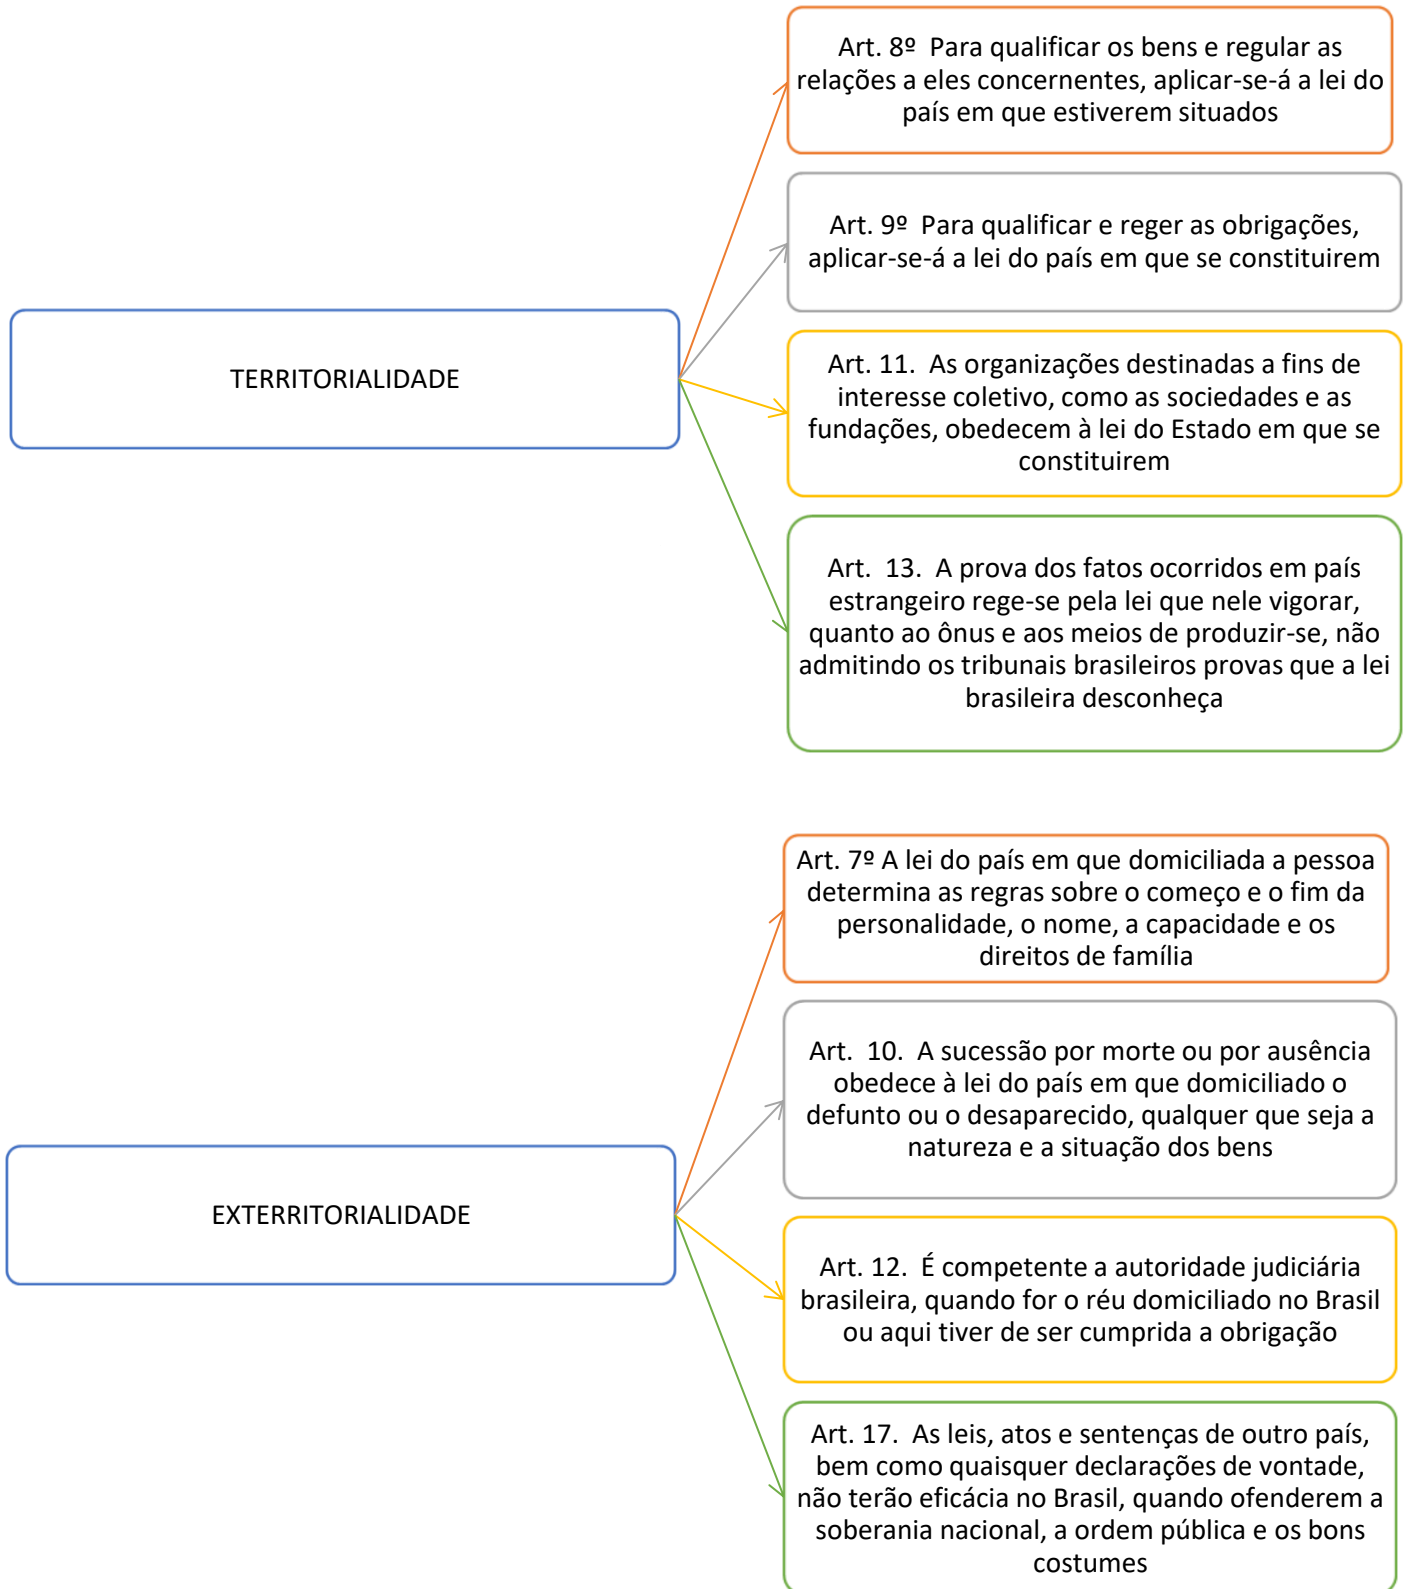 Art. 8º  Para qualificar os bens e regular as
relações a eles concernentes, aplicar-se-á a lei do
país em que estiverem situados
Art. 9º  Para qualificar e reger as obrigações,
aplicar-se-á a lei do país em que se constituirem
TERRITORIALIDADE
Art. 11.  As organizações destinadas a fins de
interesse coletivo, como as sociedades e as
fundações, obedecem à lei do Estado em que se
constituirem
Art.  13.  A prova dos fatos ocorridos em país
estrangeiro rege-se pela lei que nele vigorar,
quanto ao ônus e aos meios de produzir-se, não
admitindo os tribunais brasileiros provas que a lei
brasileira desconheça
Art. 7º A lei do país em que domiciliada a pessoa
determina as regras sobre o começo e o fim da
personalidade, o nome, a capacidade e os
direitos de família
Art.  10.  A sucessão por morte ou por ausência
obedece à lei do país em que domiciliado o
defunto ou o desaparecido, qualquer que seja a
natureza e a situação dos bens
EXTERRITORIALIDADE
Art. 12.  É competente a autoridade judiciária
brasileira, quando for o réu domiciliado no Brasil
ou aqui tiver de ser cumprida a obrigação
Art. 17.  As leis, atos e sentenças de outro país,
bem como quaisquer declarações de vontade,
não terão eficácia no Brasil, quando ofenderem a
soberania nacional, a ordem pública e os bons
costumes